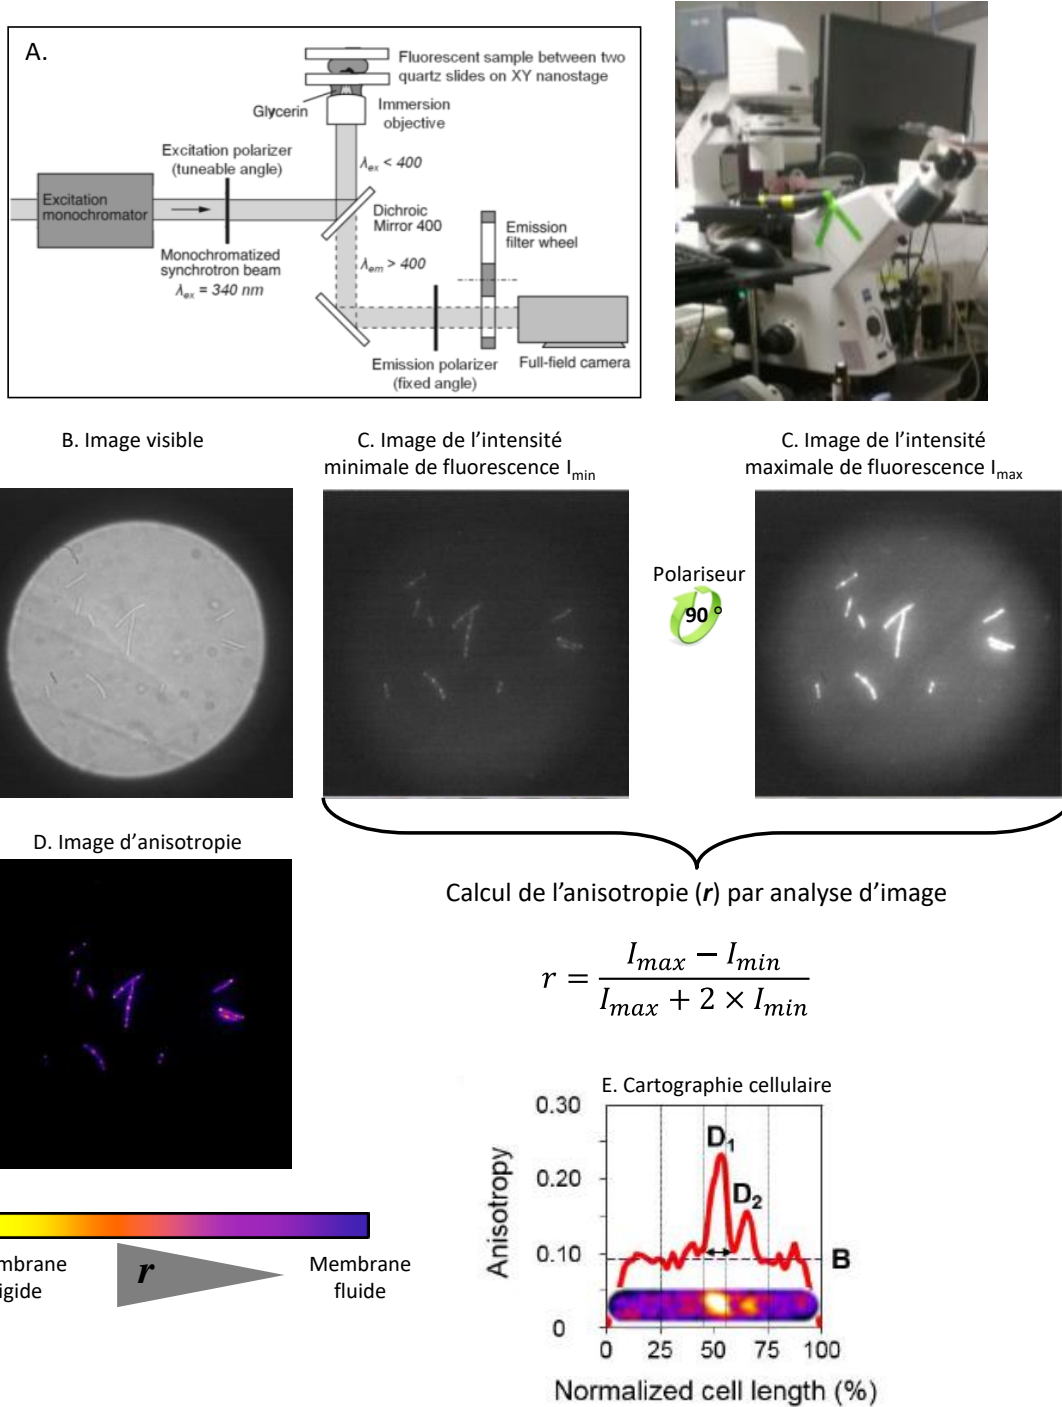 A.
Fluorescent sample between two
quartz slides on XY nanostage
Glycerin
Immersion
objective
Excitation polarizer
(tuneable angle)
λex < 400
Excitation
monochromator
Dichroic
Mirror 400
Emission
filter wheel
Monochromatized
synchrotron beam
λex = 340 nm
λem > 400
Emission polarizer
(fixed angle)
Full-field camera
B. Image visible
C. Image de l’intensité
minimale de fluorescence Imin
C. Image de l’intensité
maximale de fluorescence Imax
Polariseur
90 °
D. Image d’anisotropie
Calcul de l’anisotropie (r) par analyse d’image
r = (Imax − Imin) / (Imax + 2 × Imin)
E. Cartographie cellulaire
0.30
0.20
0.10
0
Anisotropy
D1
D2
B
0 25 50 75 100
Normalized cell length (%)
mbrane
igide
r
Membrane
fluide